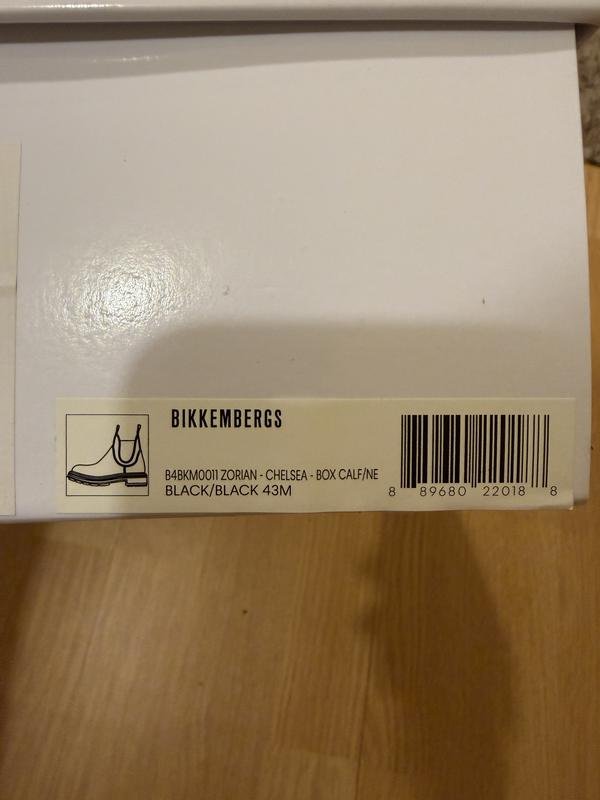 BIKKEMBERGS
B4BKM0011 ZORIAN - CHELSEA - BOX CALF/NE
BLACK/BLACK 43M
8 89680 22018 8